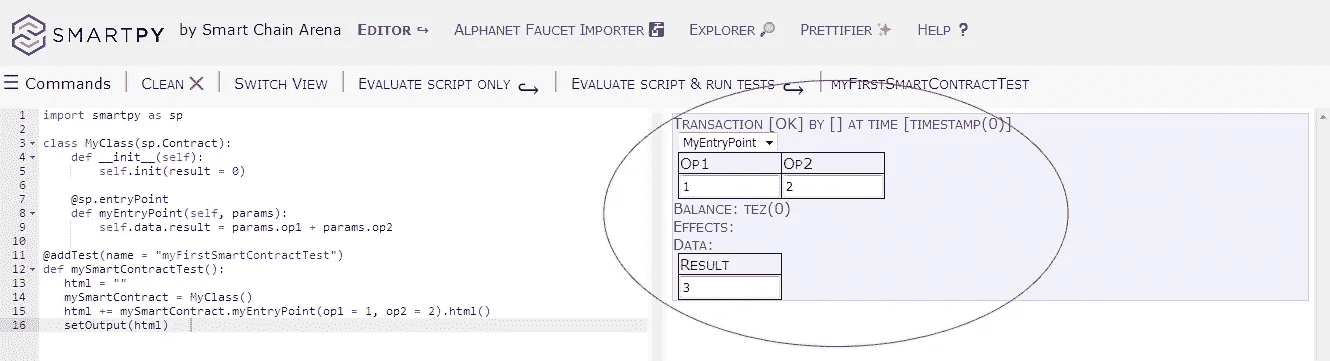 SMARTPY by Smart Chain Arena EDITOR ↪ ALPHANET FAUCET IMPORTER EXPLORER PRETTIFIER HELP ?
☰ Commands | CLEAN ✕ | SWITCH VIEW | EVALUATE SCRIPT ONLY ↪ | EVALUATE SCRIPT & RUN TESTS ↪ | MYFIRSTSMARTCONTRACTTEST
1 import smartpy as sp
2
3 class MyClass(sp.Contract):
4     def __init__(self):
5         self.init(result = 0)
6
7     @sp.entryPoint
8     def myEntryPoint(self, params):
9         self.data.result = params.op1 + params.op2
10
11 @addTest(name = "myFirstSmartContractTest")
12 def mySmartContractTest():
13    html = ""
14    mySmartContract = MyClass()
15    html += mySmartContract.myEntryPoint(op1 = 1, op2 = 2).html()
16    setOutput(html)
TRANSACTION [OK] BY [] AT TIME [TIMESTAMP(0)]
MYENTRYPOINT
OP1 OP2
1 2
BALANCE: TEZ(0)
EFFECTS:
DATA:
RESULT
3